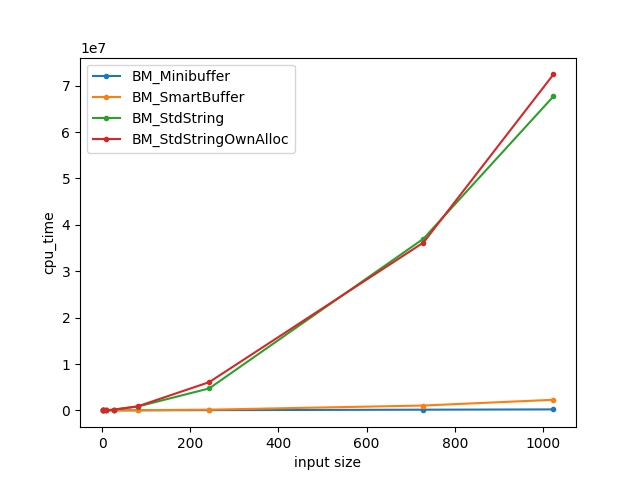 1e7
7
6
5
4
3
2
1
0
cpu_time
BM_Minibuffer
BM_SmartBuffer
BM_StdString
BM_StdStringOwnAlloc
0 200 400 600 800 1000
input size